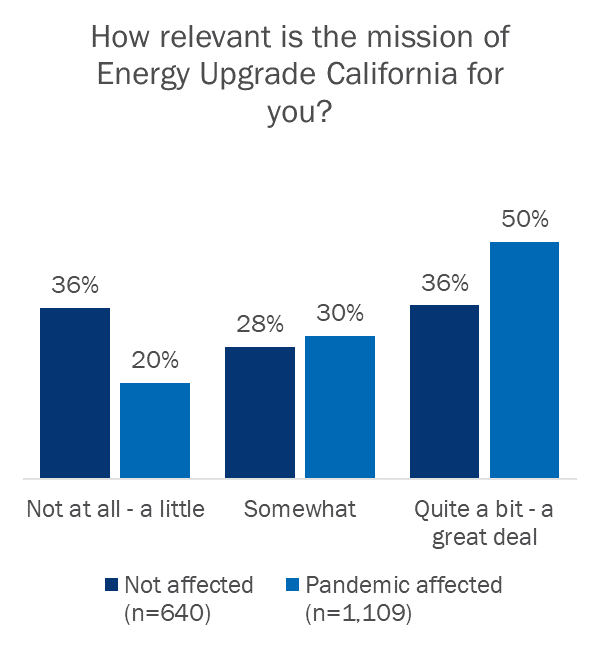 How relevant is the mission of
Energy Upgrade California for
you?
50%
36%
36%
28%
30%
20%
Not at all - a little
Somewhat
Quite a bit - a
great deal
Not affected
(n=640)
Pandemic affected
(n=1,109)